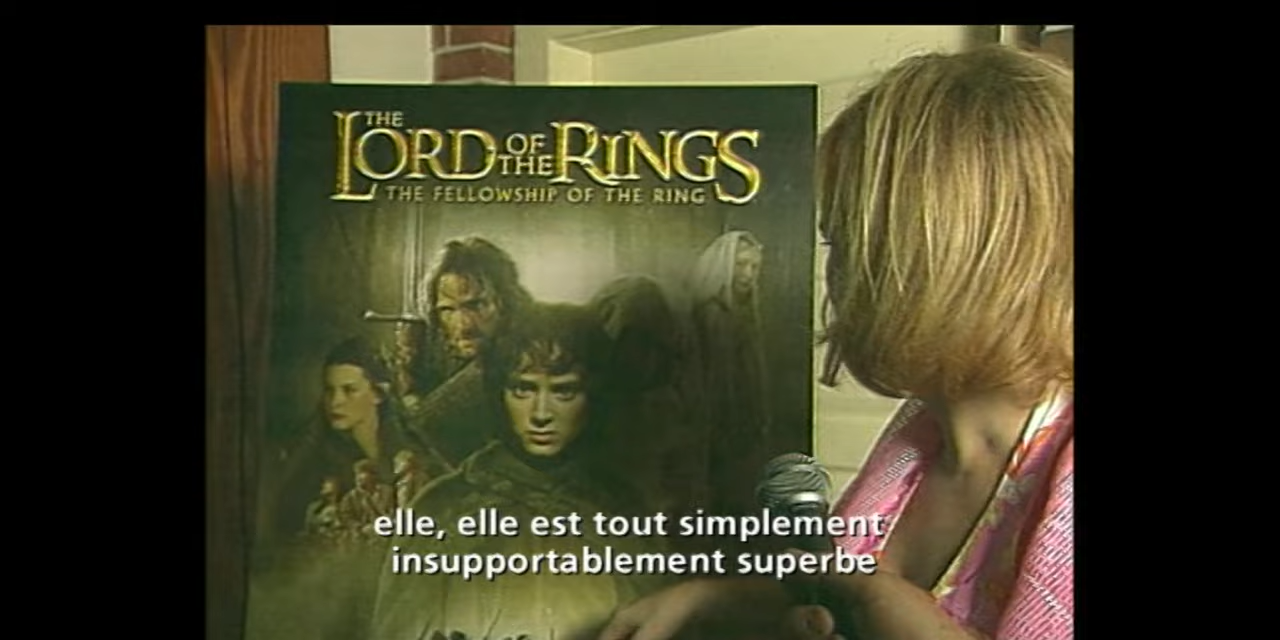 THE
LORD OF THE RINGS
THE FELLOWSHIP OF THE RING
elle, elle est tout simplement
insupportablement superbe